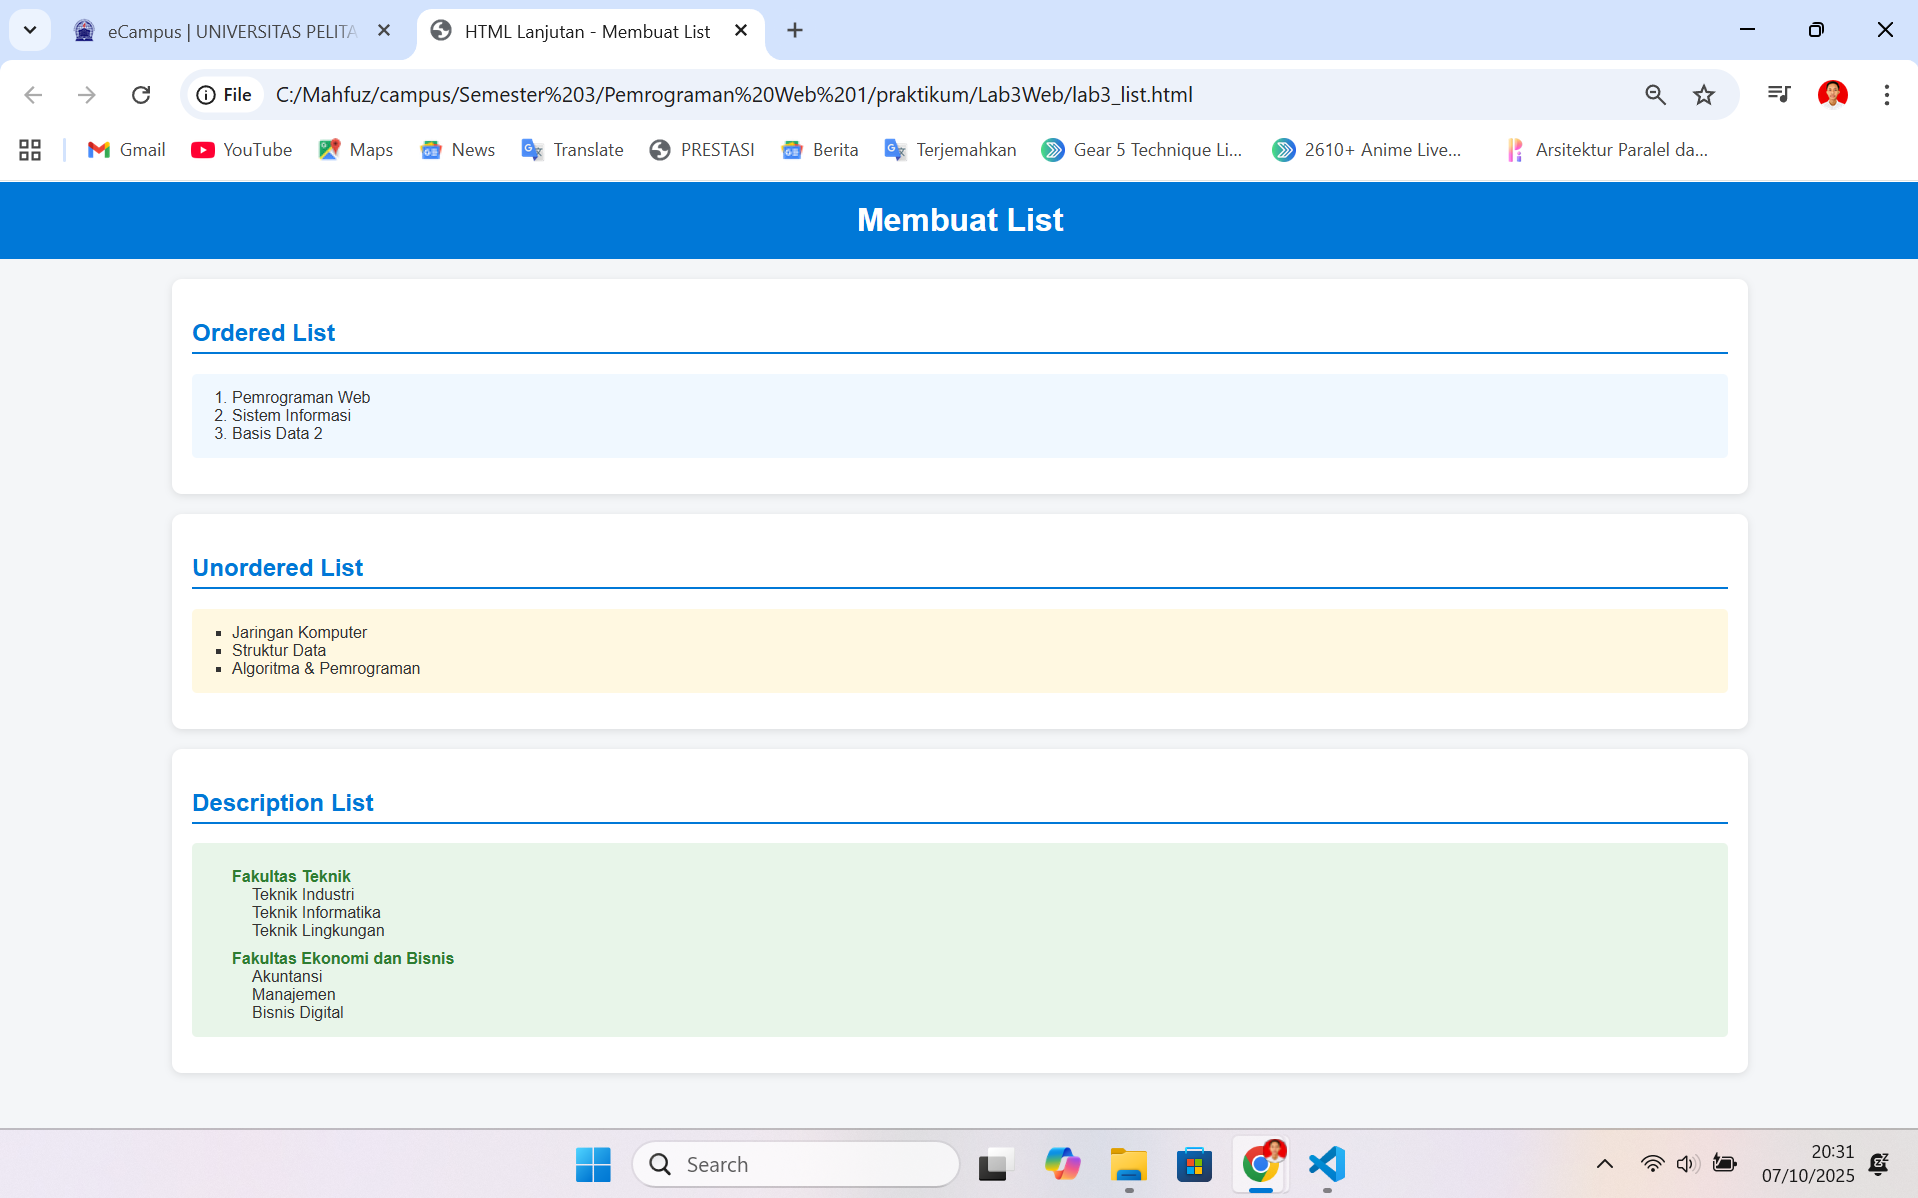 eCampus | UNIVERSITAS PELITA
HTML Lanjutan - Membuat List
File
C:/Mahfuz/campus/Semester%203/Pemrograman%20Web%201/praktikum/Lab3Web/lab3_list.html
Gmail
YouTube
Maps
News
Translate
PRESTASI
Berita
Terjemahkan
Gear 5 Technique Li...
2610+ Anime Live...
Arsitektur Paralel da...
Membuat List
Ordered List
1. Pemrograman Web
2. Sistem Informasi
3. Basis Data 2
Unordered List
Jaringan Komputer
Struktur Data
Algoritma & Pemrograman
Description List
Fakultas Teknik
Teknik Industri
Teknik Informatika
Teknik Lingkungan
Fakultas Ekonomi dan Bisnis
Akuntansi
Manajemen
Bisnis Digital
Search
20:31
07/10/2025